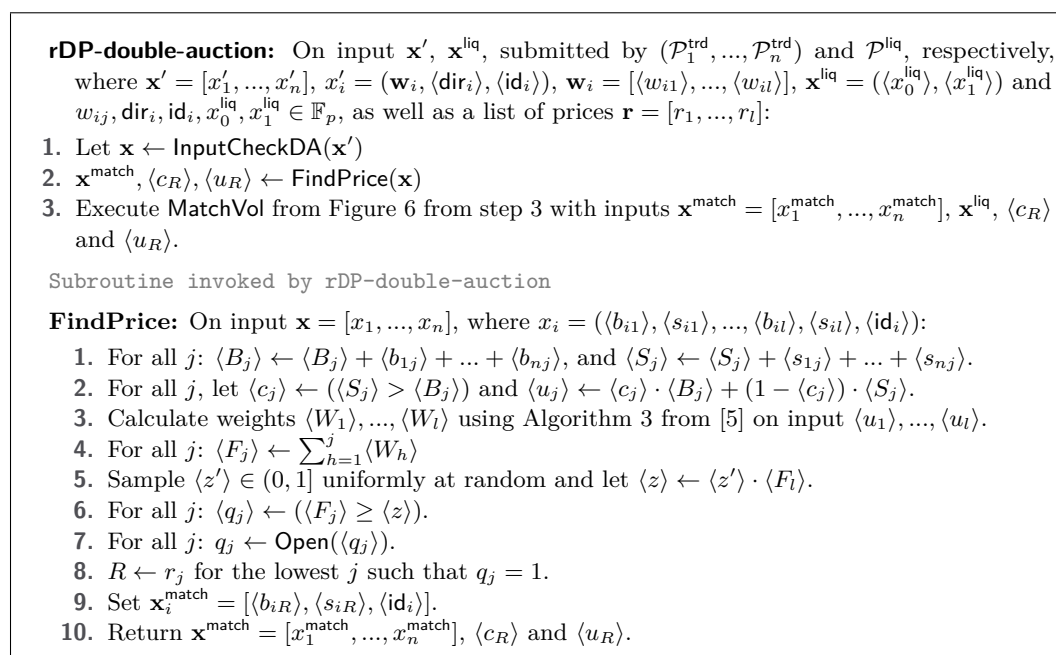 rDP-double-auction: On input x′, x^liq, submitted by (𝒫_1^trd, ..., 𝒫_n^trd) and 𝒫^liq, respectively,
where x′ = [x′_1, ..., x′_n], x′_i = (w_i, ⟨dir_i⟩, ⟨id_i⟩), w_i = [⟨w_i1⟩, ..., ⟨w_il⟩], x^liq = (⟨x_0^liq⟩, ⟨x_1^liq⟩) and
w_ij, dir_i, id_i, x_0^liq, x_1^liq ∈ 𝔽_p, as well as a list of prices r = [r_1, ..., r_l]:
1. Let x ← InputCheckDA(x′)
2. x^match, ⟨c_R⟩, ⟨u_R⟩ ← FindPrice(x)
3. Execute MatchVol from Figure 6 from step 3 with inputs x^match = [x_1^match, ..., x_n^match], x^liq, ⟨c_R⟩
and ⟨u_R⟩.
Subroutine invoked by rDP-double-auction
FindPrice: On input x = [x_1, ..., x_n], where x_i = (⟨b_i1⟩, ⟨s_i1⟩, ..., ⟨b_il⟩, ⟨s_il⟩, ⟨id_i⟩):
1. For all j: ⟨B_j⟩ ← ⟨B_j⟩ + ⟨b_1j⟩ + ... + ⟨b_nj⟩, and ⟨S_j⟩ ← ⟨S_j⟩ + ⟨s_1j⟩ + ... + ⟨s_nj⟩.
2. For all j, let ⟨c_j⟩ ← (⟨S_j⟩ > ⟨B_j⟩) and ⟨u_j⟩ ← ⟨c_j⟩ · ⟨B_j⟩ + (1 − ⟨c_j⟩) · ⟨S_j⟩.
3. Calculate weights ⟨W_1⟩, ..., ⟨W_l⟩ using Algorithm 3 from [5] on input ⟨u_1⟩, ..., ⟨u_l⟩.
4. For all j: ⟨F_j⟩ ← ∑_{h=1}^j ⟨W_h⟩
5. Sample ⟨z′⟩ ∈ (0, 1] uniformly at random and let ⟨z⟩ ← ⟨z′⟩ · ⟨F_l⟩.
6. For all j: ⟨q_j⟩ ← (⟨F_j⟩ ≥ ⟨z⟩).
7. For all j: q_j ← Open(⟨q_j⟩).
8. R ← r_j for the lowest j such that q_j = 1.
9. Set x_i^match = [⟨b_iR⟩, ⟨s_iR⟩, ⟨id_i⟩].
10. Return x^match = [x_1^match, ..., x_n^match], ⟨c_R⟩ and ⟨u_R⟩.